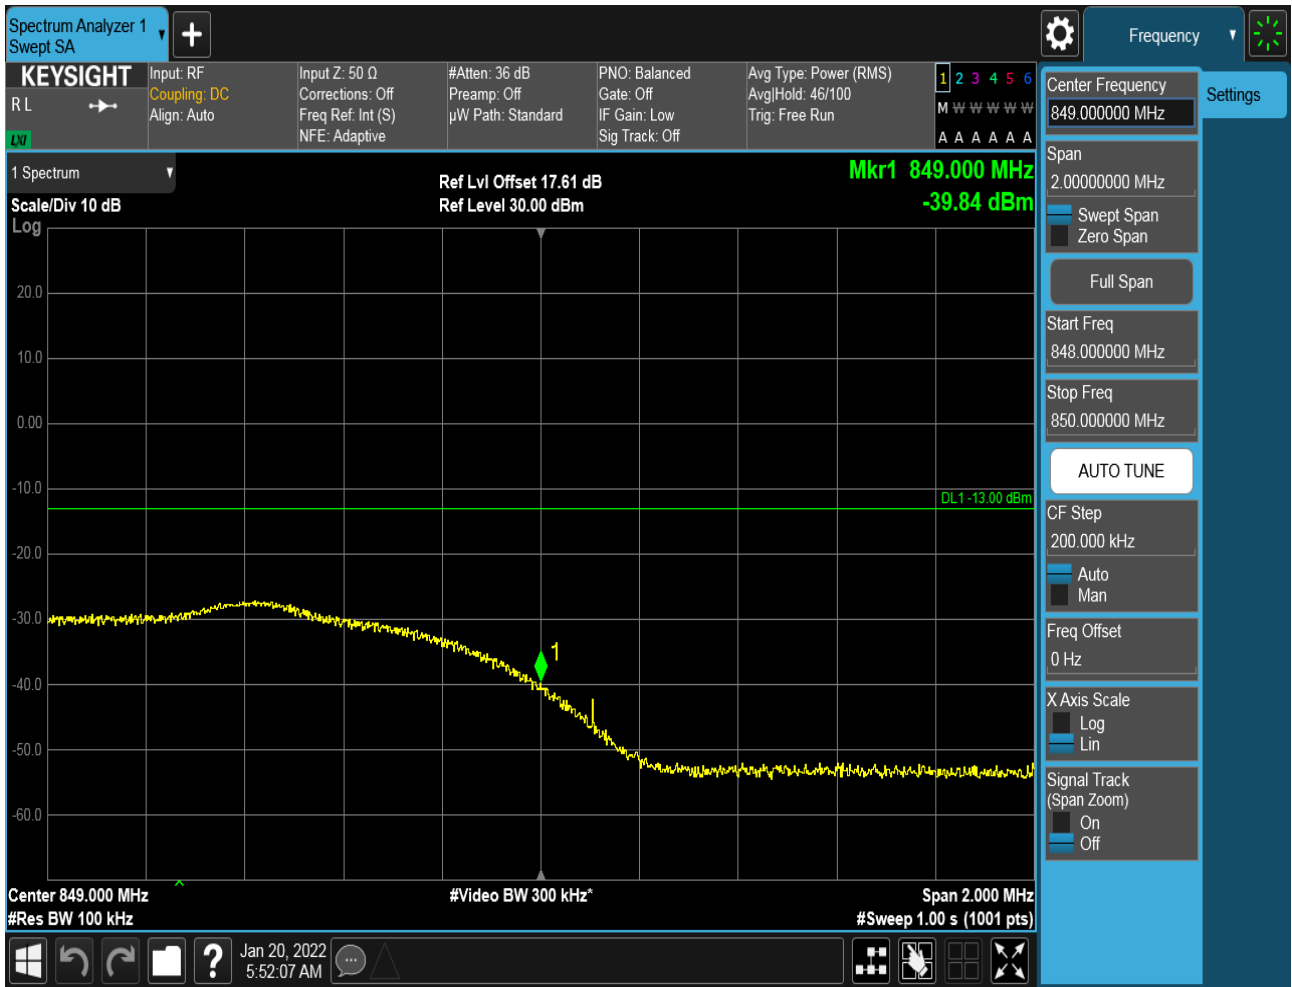 Spectrum Analyzer 1
Swept SA
Frequency
KEYSIGHT
R L
LXI
Input: RF
Coupling: DC
Align: Auto
Input Z: 50 Ω
Corrections: Off
Freq Ref: Int (S)
NFE: Adaptive
#Atten: 36 dB
Preamp: Off
µW Path: Standard
PNO: Balanced
Gate: Off
IF Gain: Low
Sig Track: Off
Avg Type: Power (RMS)
Avg|Hold: 46/100
Trig: Free Run
1 2 3 4 5 6
M W W W W W
A A A A A A
1 Spectrum
Scale/Div 10 dB
Log
Ref Lvl Offset 17.61 dB
Ref Level 30.00 dBm
Mkr1 849.000 MHz
-39.84 dBm
20.0
10.0
0.00
-10.0
-20.0
-30.0
-40.0
-50.0
-60.0
DL1 -13.00 dBm
1
Center 849.000 MHz
#Res BW 100 kHz
#Video BW 300 kHz*
Span 2.000 MHz
#Sweep 1.00 s (1001 pts)
Center Frequency
849.000000 MHz
Settings
Span
2.00000000 MHz
Swept Span
Zero Span
Full Span
Start Freq
848.000000 MHz
Stop Freq
850.000000 MHz
AUTO TUNE
CF Step
200.000 kHz
Auto
Man
Freq Offset
0 Hz
X Axis Scale
Log
Lin
Signal Track
(Span Zoom)
On
Off
?
Jan 20, 2022
5:52:07 AM